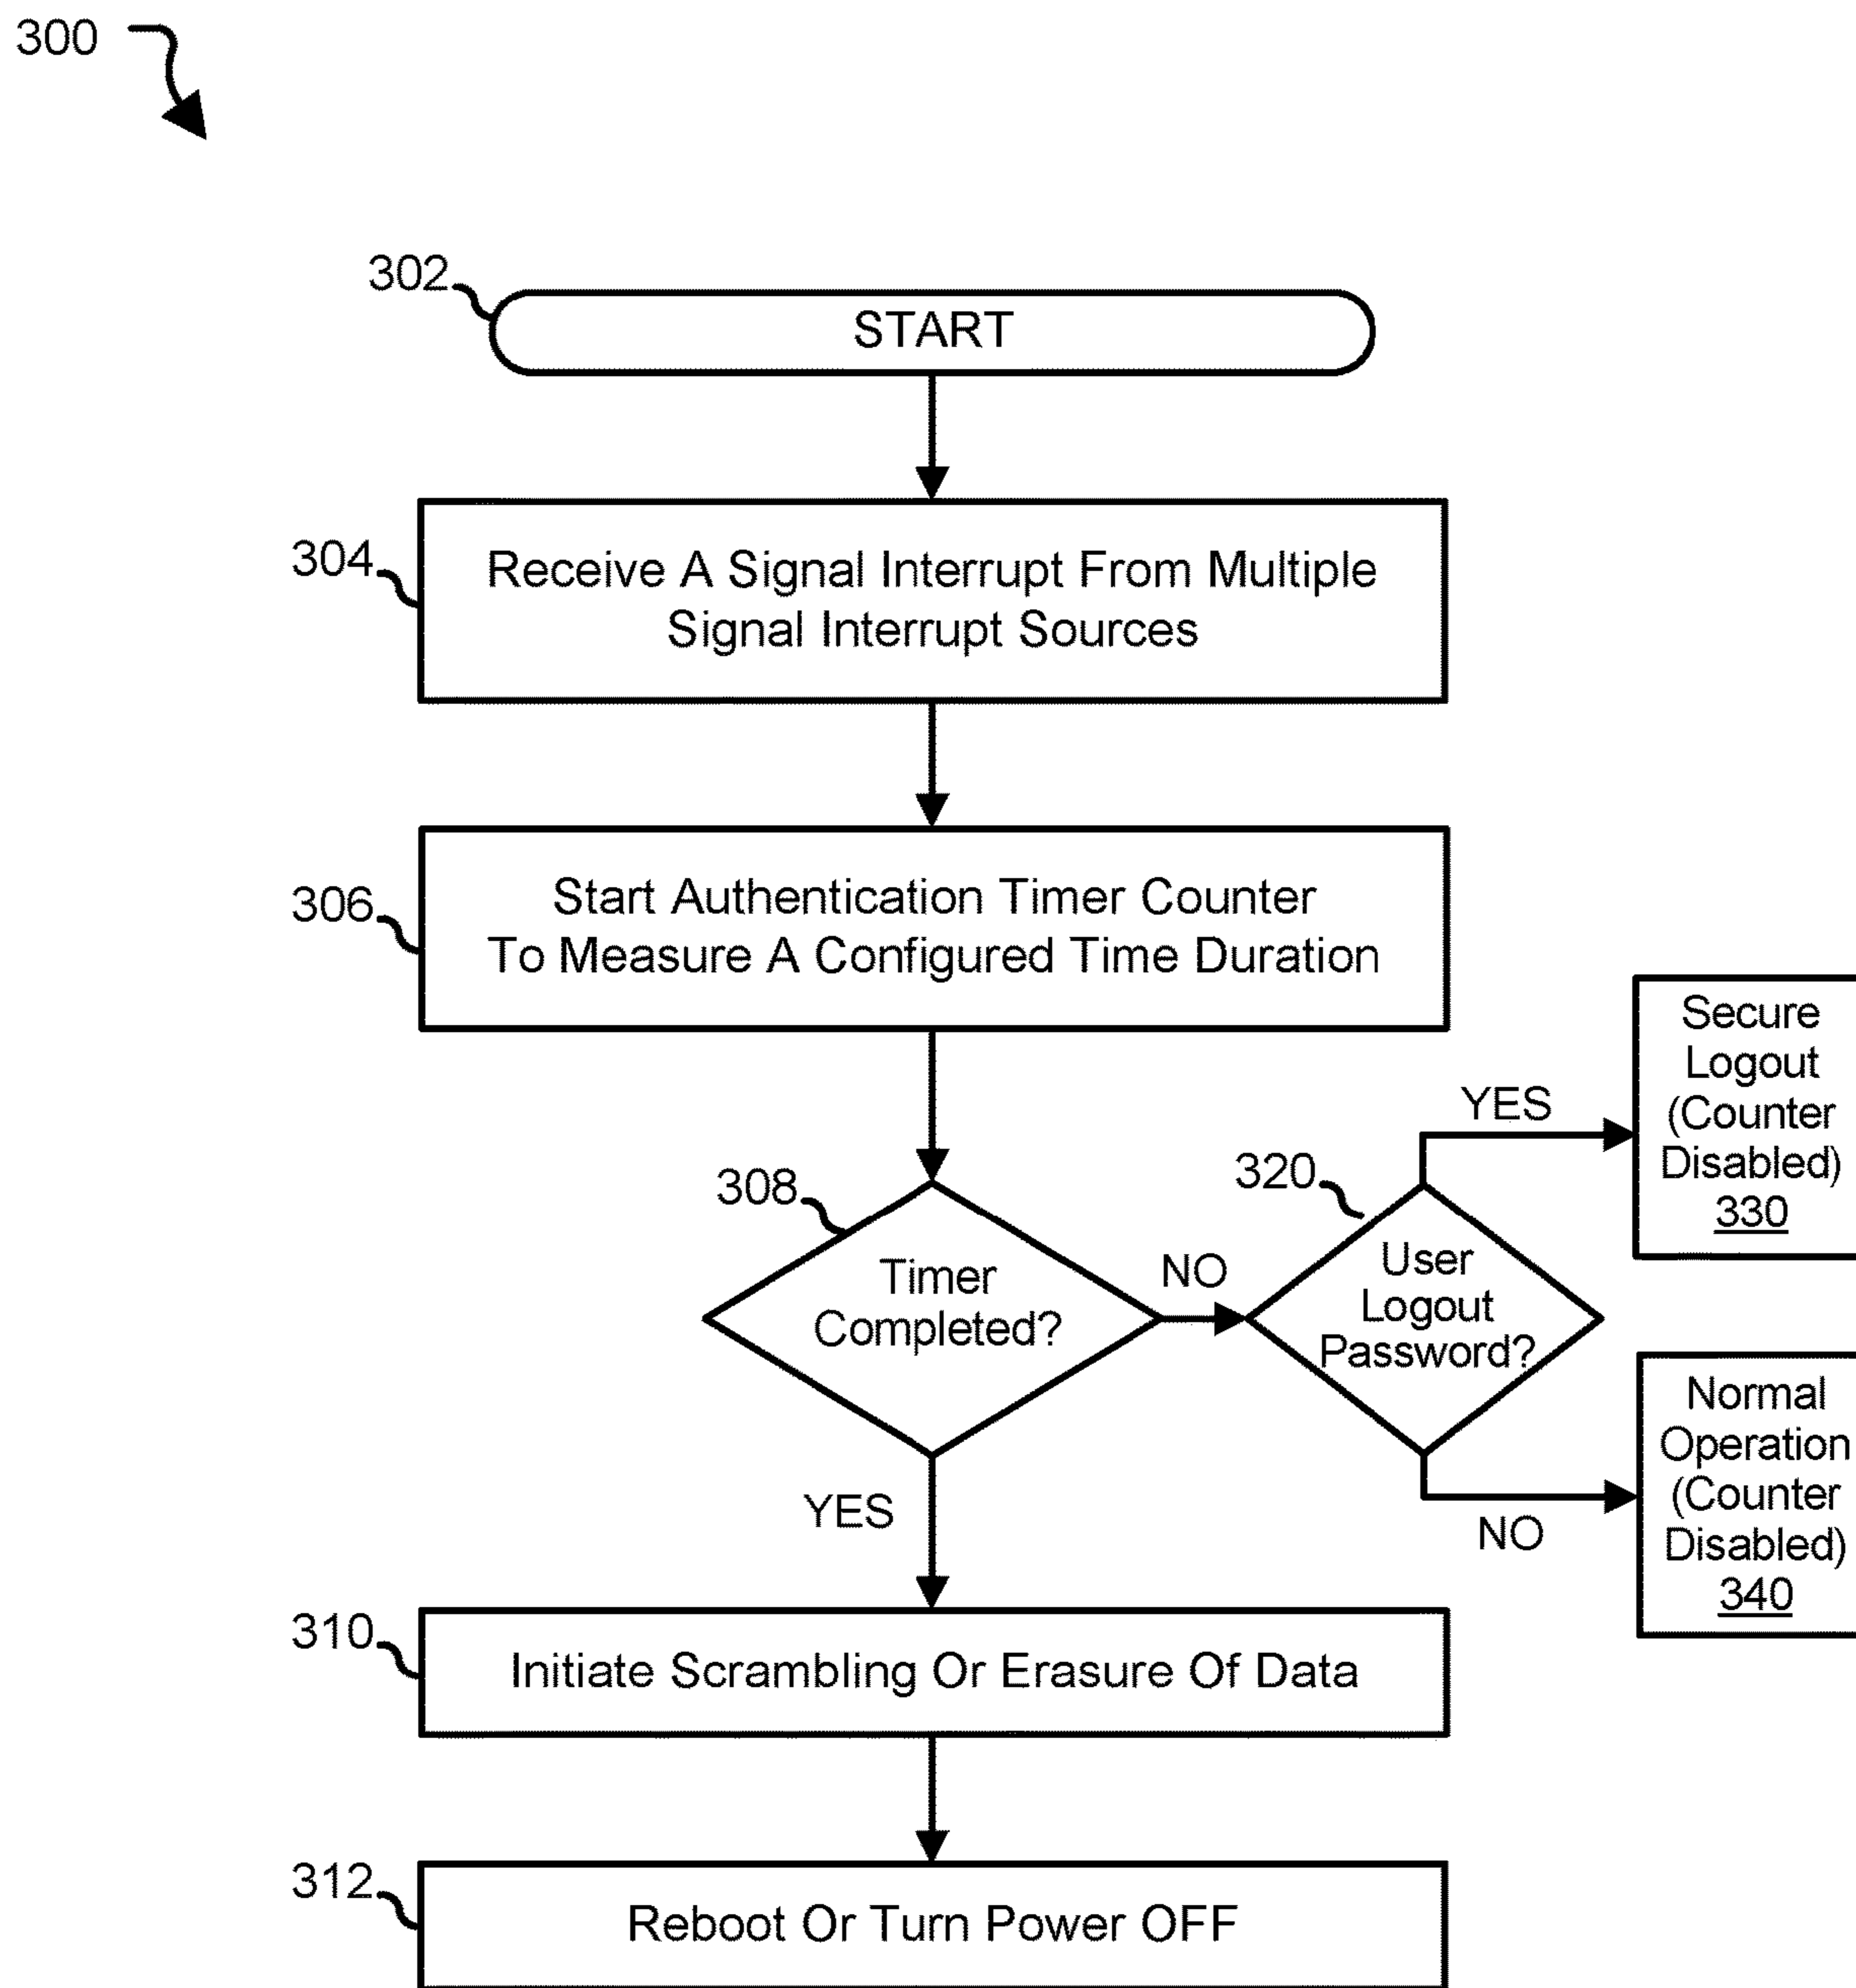 300
302
START
304
Receive A Signal Interrupt From Multiple
Signal Interrupt Sources
306
Start Authentication Timer Counter
To Measure A Configured Time Duration
308
Timer
Completed?
NO
320
User
Logout
Password?
YES
Secure
Logout
(Counter
Disabled)
330
NO
Normal
Operation
(Counter
Disabled)
340
YES
310
Initiate Scrambling Or Erasure Of Data
312
Reboot Or Turn Power OFF